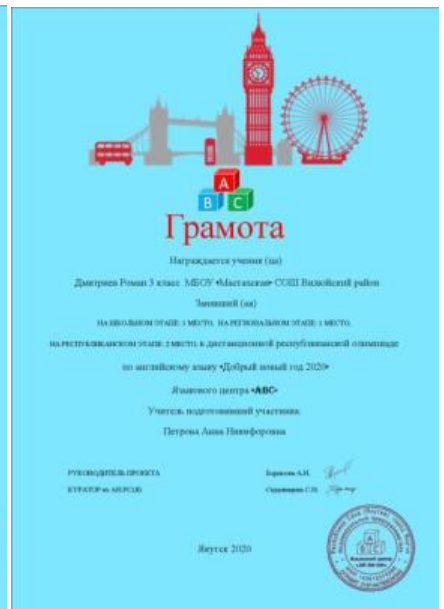 A
B C
Грамота
Награждается ученик (ца)
Дмитриев Роман 3 класс МБОУ «Мастахская» СОШ Вилюйский район
Занявший (ая)
НА ШКОЛЬНОМ ЭТАПЕ: 1 МЕСТО, НА РЕГИОНАЛЬНОМ ЭТАПЕ: 1 МЕСТО,
НА РЕСПУБЛИКАНСКОМ ЭТАПЕ: 2 МЕСТО, в дистанционной республиканской олимпиаде
по английскому языку «Добрый новый год 2020»
Языкового центра «ABC»
Учитель подготовивший участника:
Петрова Анна Никифоровна
РУКОВОДИТЕЛЬ ПРОЕКТА Борисова А.И.
КУРАТОР
Якутск 2020